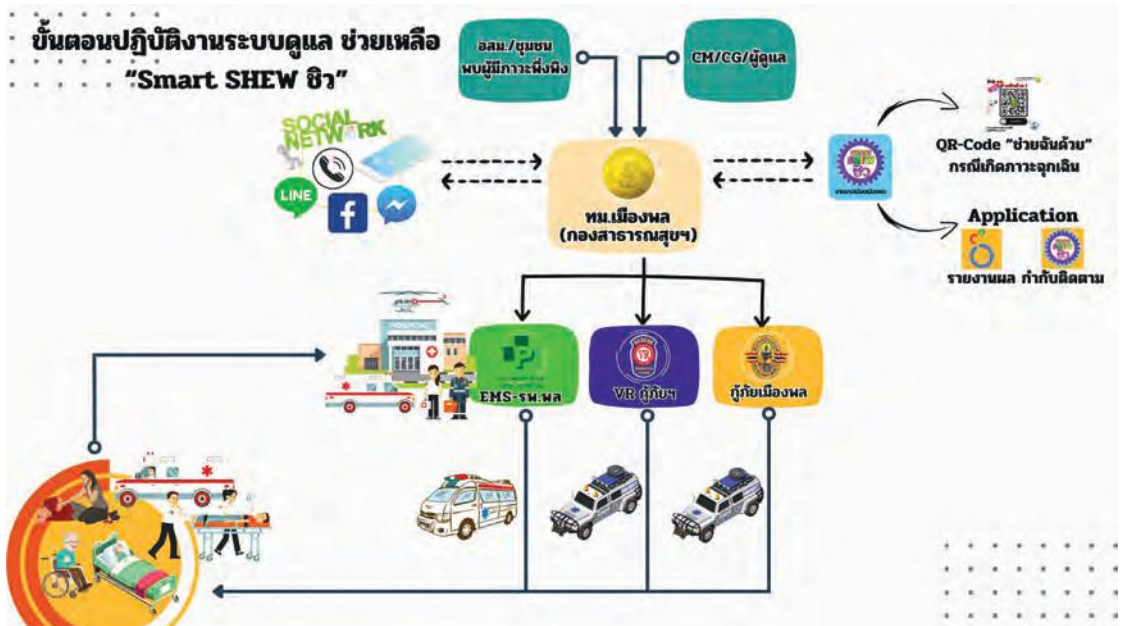 ขั้นตอนปฏิบัติงานระบบดูแล ช่วยเหลือ
“Smart SHEW ชิว”
อสม./ชุมชน
พบผู้มีภาวะพึ่งพิง
CM/CG/ผู้ดูแล
SOCIAL
NETWORK
LINE
ทม.เมืองพล
(กองสาธารณสุขฯ)
SMART
SHEW
ชิว
QR-Code “ช่วยฉันด้วย”
กรณีเกิดภาวะฉุกเฉิน
Application
รายงานผล กำกับติดตาม
HOSPITAL
EMS-รพ.พล
VR กู้ภัยฯ
กู้ภัยเมืองพล